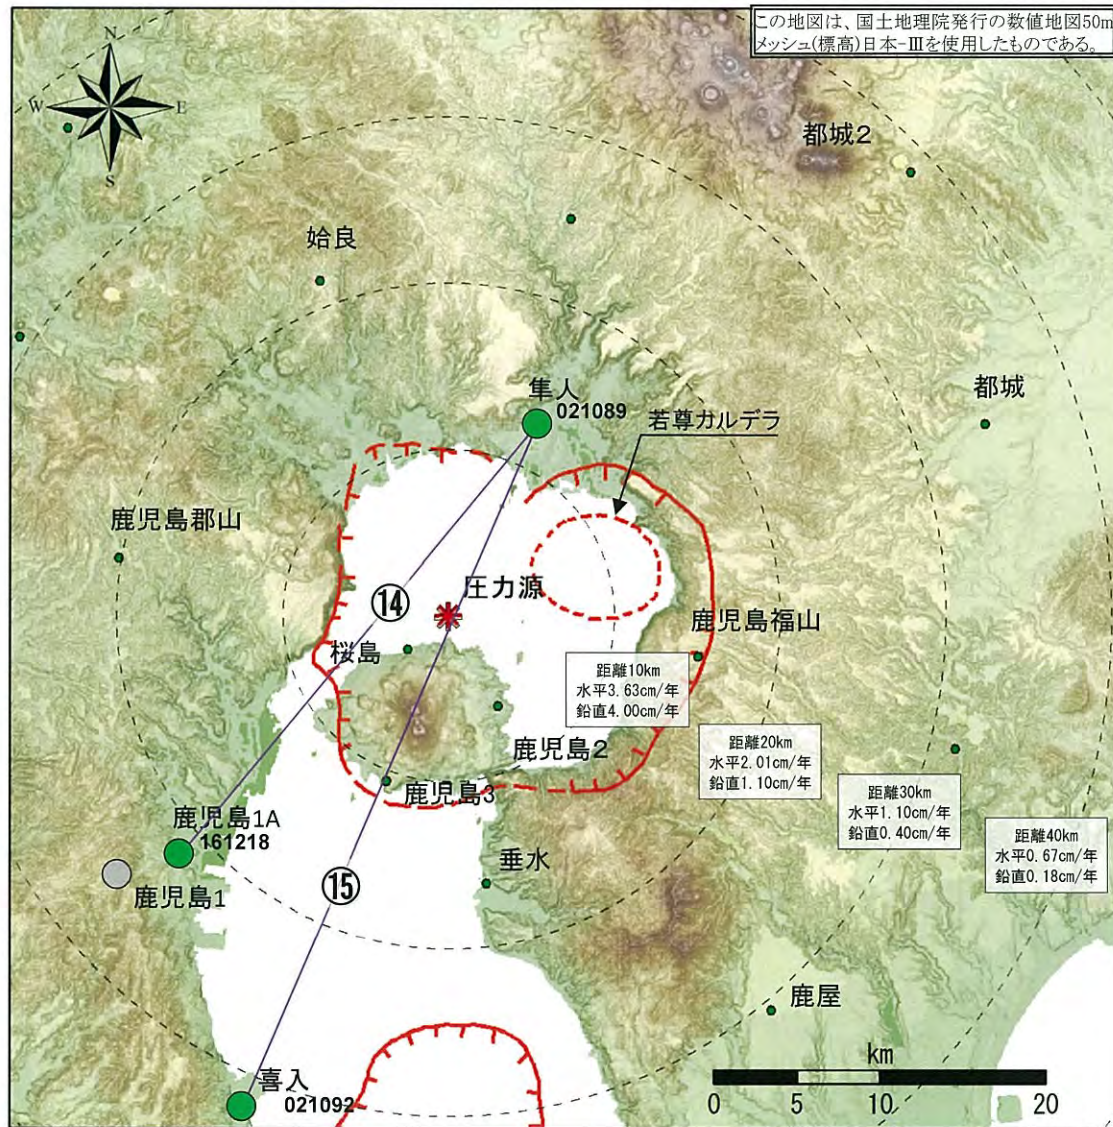 この地図は、国土地理院発行の数値地図50m
メッシュ(標高)日本-Ⅲを使用したものである。
N
W
E
S
都城2
姶良
隼人
021089
若尊カルデラ
都城
鹿児島郡山
⑭
圧力源
桜島
鹿児島福山
距離10km
水平3.63cm/年
鉛直4.00cm/年
鹿児島2
距離20km
水平2.01cm/年
鉛直1.10cm/年
鹿児島3
距離30km
水平1.10cm/年
鉛直0.40cm/年
鹿児島1A
161218
距離40km
水平0.67cm/年
鉛直0.18cm/年
鹿児島1
⑮
垂水
鹿屋
喜入
021092
km
0 5 10 20